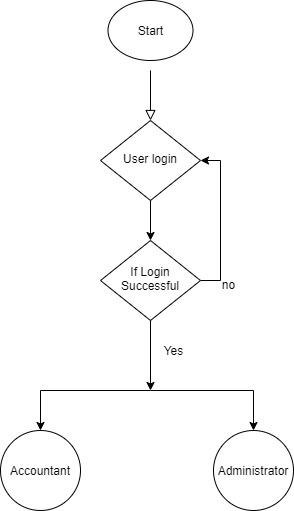 Start
User login
If Login
Successful
no
Yes
Accountant
Administrator